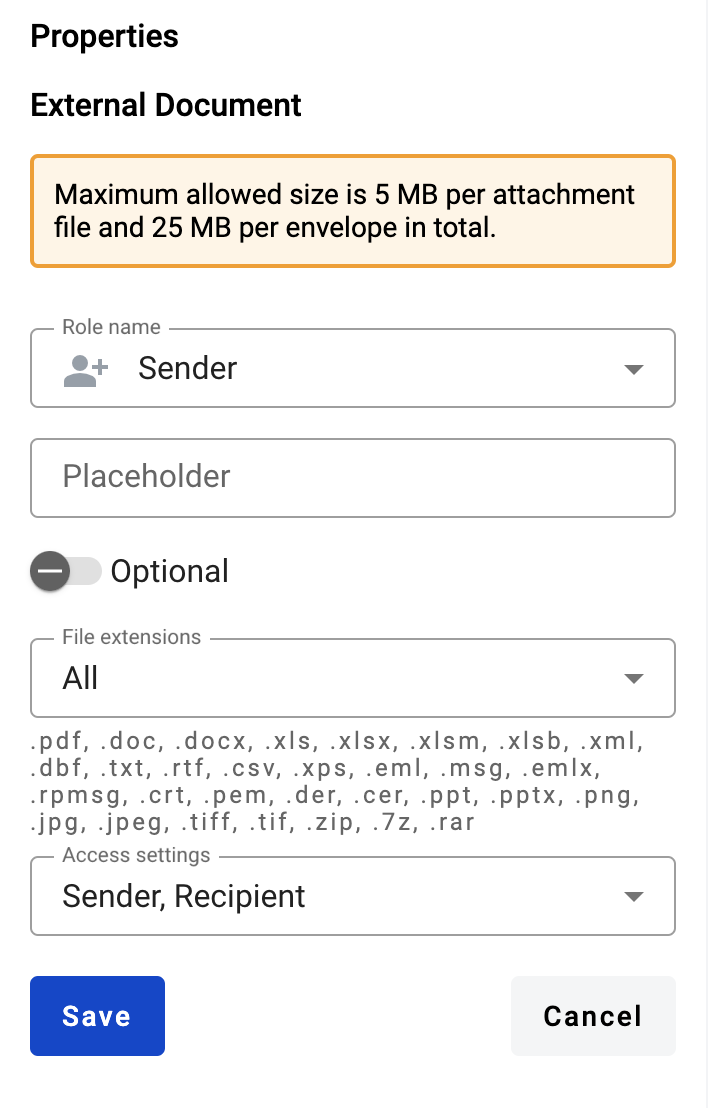 Properties
External Document
Maximum allowed size is 5 MB per attachment
file and 25 MB per envelope in total.
Role name
Sender
Placeholder
Optional
File extensions
All
.pdf, .doc, .docx, .xls, .xlsx, .xlsm, .xlsb, .xml,
.dbf, .txt, .rtf, .csv, .xps, .eml, .msg, .emlx,
.rpmsg, .crt, .pem, .der, .cer, .ppt, .pptx, .png,
.jpg, .jpeg, .tiff, .tif, .zip, .7z, .rar
Access settings
Sender, Recipient
Save
Cancel